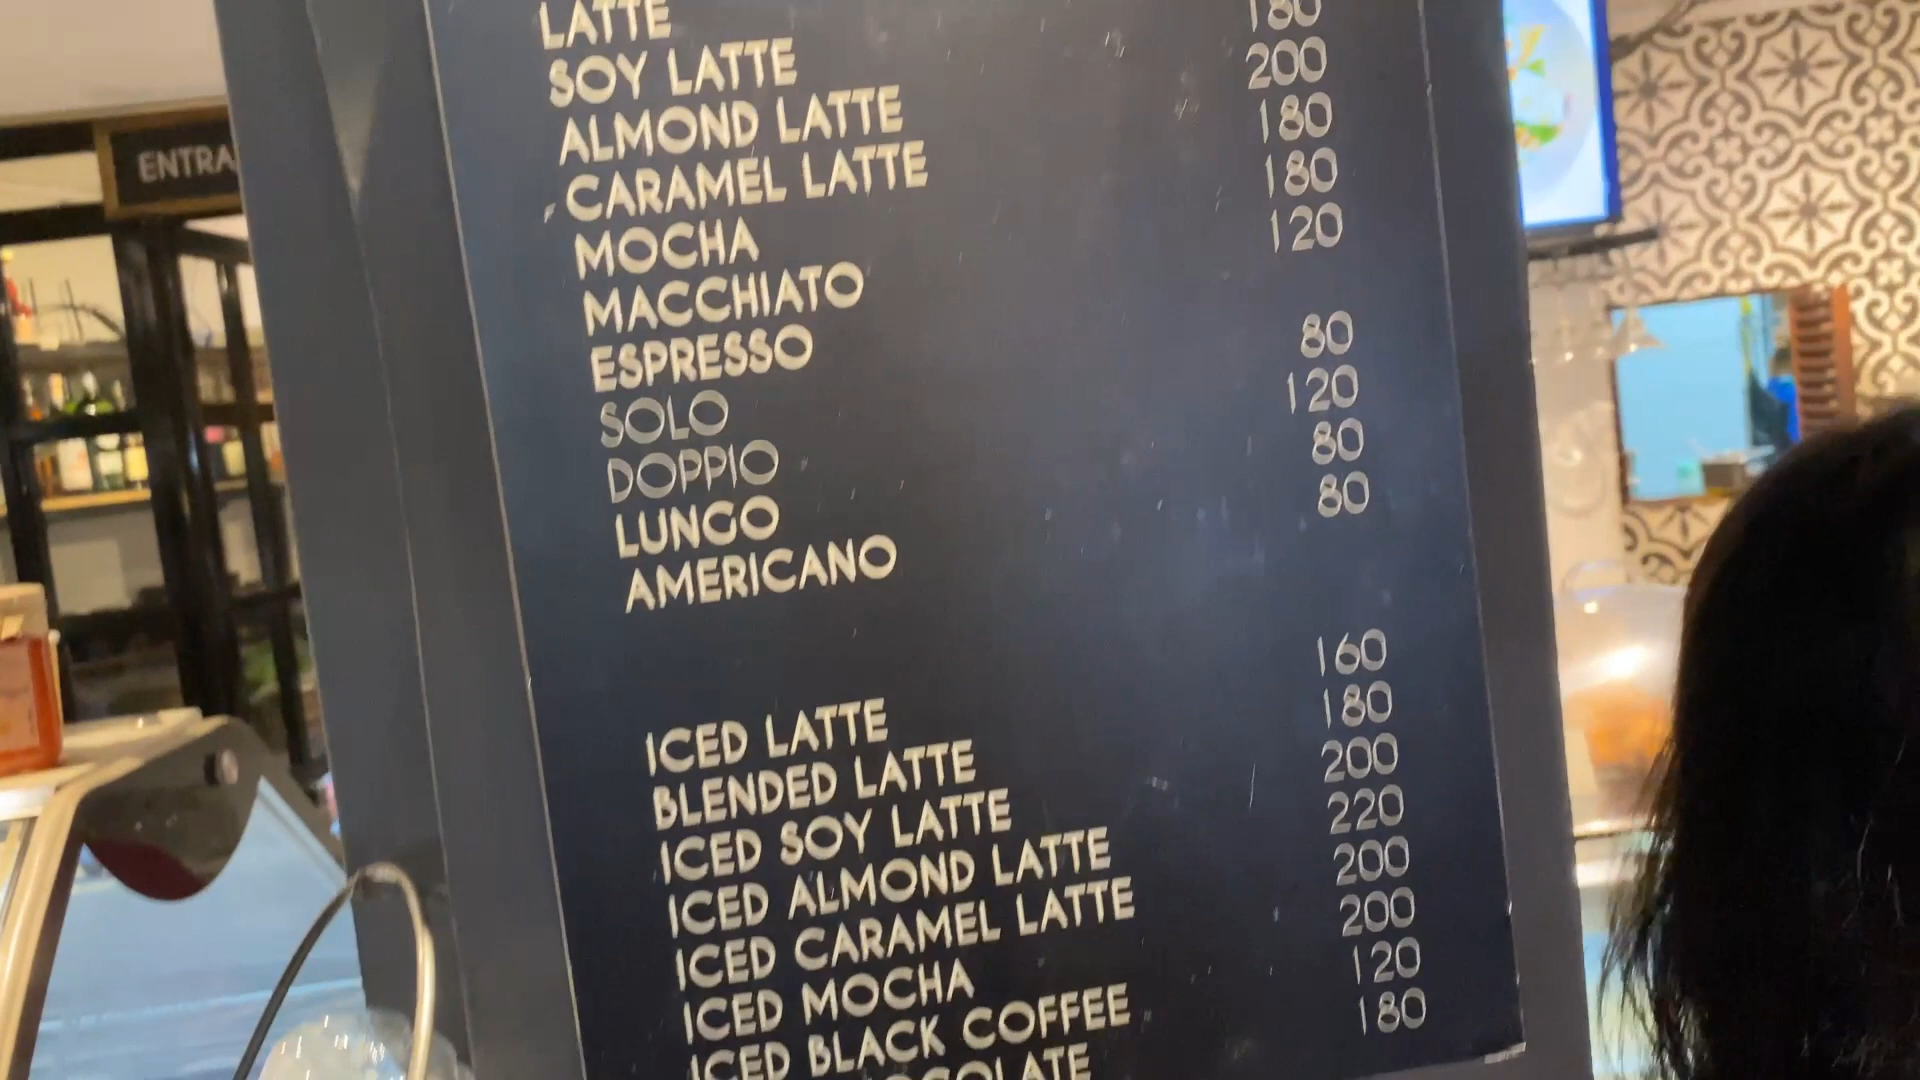 ENTRA
LATTE
SOY LATTE 180
ALMOND LATTE 200
CARAMEL LATTE 180
MOCHA 180
MACCHIATO 120
ESPRESSO
SOLO 80
DOPPIO 120
LUNGO 80
AMERICANO 80
ICED LATTE 160
BLENDED LATTE 180
ICED SOY LATTE 200
ICED ALMOND LATTE 220
ICED CARAMEL LATTE 200
ICED MOCHA 200
ICED BLACK COFFEE 120
180